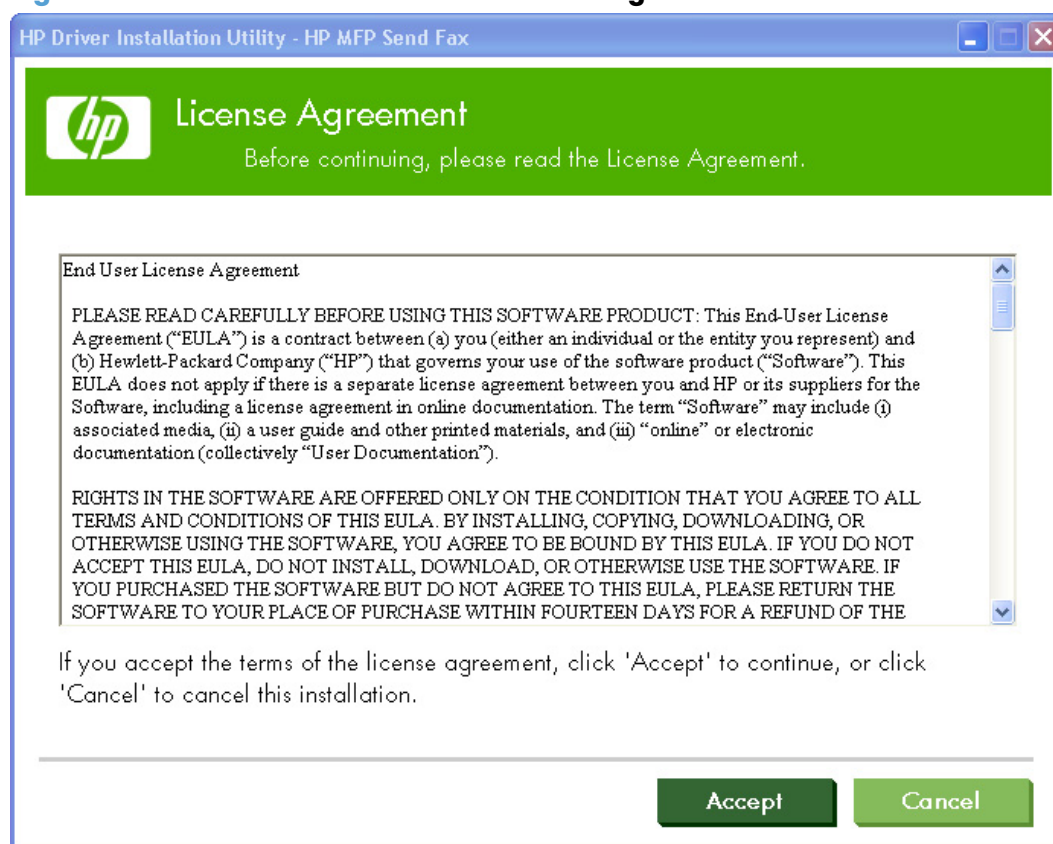 HP Driver Installation Utility - HP MFP Send Fax
hp
License Agreement
Before continuing, please read the License Agreement.
End User License Agreement
PLEASE READ CAREFULLY BEFORE USING THIS SOFTWARE PRODUCT: This End-User License
Agreement (“EULA”) is a contract between (a) you (either an individual or the entity you represent) and
(b) Hewlett-Packard Company (“HP”) that governs your use of the software product (“Software”). This
EULA does not apply if there is a separate license agreement between you and HP or its suppliers for the
Software, including a license agreement in online documentation. The term “Software” may include (i)
associated media, (ii) a user guide and other printed materials, and (iii) “online” or electronic
documentation (collectively “User Documentation”).
RIGHTS IN THE SOFTWARE ARE OFFERED ONLY ON THE CONDITION THAT YOU AGREE TO ALL
TERMS AND CONDITIONS OF THIS EULA. BY INSTALLING, COPYING, DOWNLOADING, OR
OTHERWISE USING THE SOFTWARE, YOU AGREE TO BE BOUND BY THIS EULA. IF YOU DO NOT
ACCEPT THIS EULA, DO NOT INSTALL, DOWNLOAD, OR OTHERWISE USE THE SOFTWARE. IF
YOU PURCHASED THE SOFTWARE BUT DO NOT AGREE TO THIS EULA, PLEASE RETURN THE
SOFTWARE TO YOUR PLACE OF PURCHASE WITHIN FOURTEEN DAYS FOR A REFUND OF THE
If you accept the terms of the license agreement, click 'Accept' to continue, or click
'Cancel' to cancel this installation.
Accept
Cancel